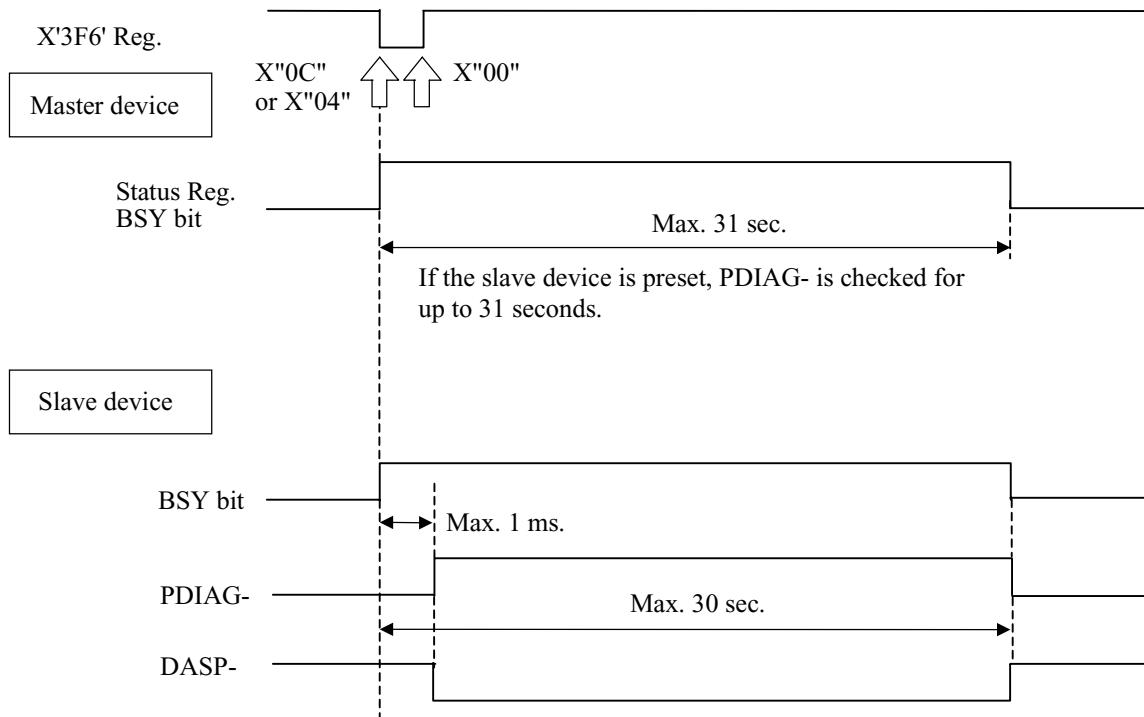 X'3F6' Reg.
X"0C"
or X"04"
X"00"
Master device
Status Reg.
BSY bit
Max. 31 sec.
If the slave device is preset, PDIAG- is checked for
up to 31 seconds.
Slave device
BSY bit
Max. 1 ms.
PDIAG-
Max. 30 sec.
DASP-